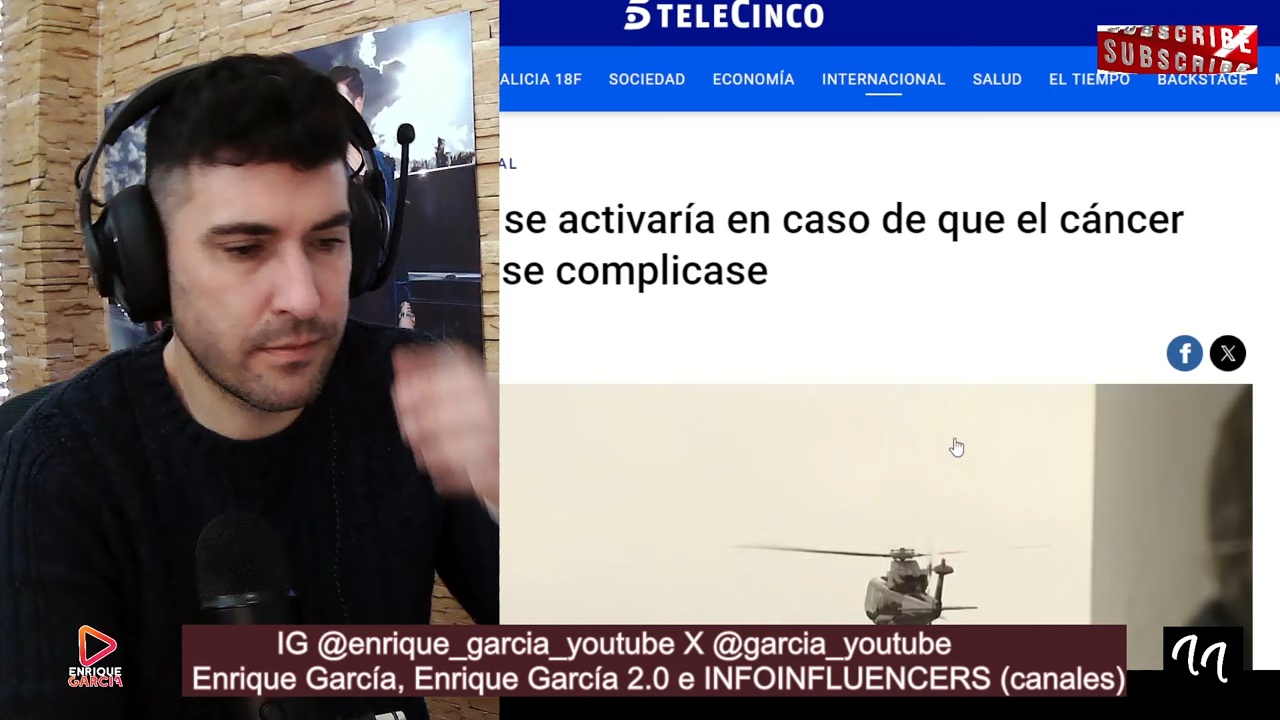 TELECINCO
SUBSCRIBE
SUBSCRIBE
ALICIA 18F SOCIEDAD ECONOMÍA INTERNACIONAL SALUD EL TIEMPO BACKSTAGE
AL
se activaría en caso de que el cáncer
se complicase
IG @enrique_garcia_youtube X @garcia_youtube
Enrique García, Enrique García 2.0 e INFOINFLUENCERS (canales)
ENRIQUE
GARCÍA